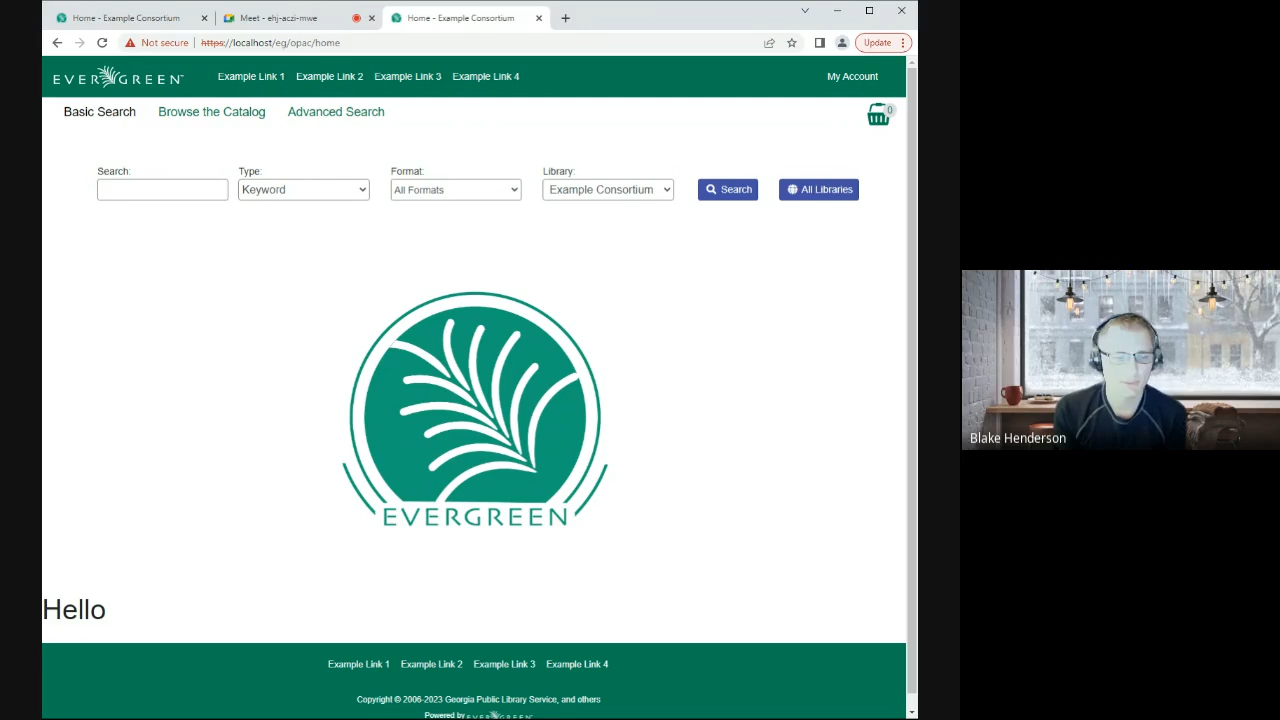 Home - Example Consortium
Meet - ehj-aczi-mwe
Home - Example Consortium
Not secure
https://localhost/eg/opac/home
Update
EVERGREEN
Example Link 1
Example Link 2
Example Link 3
Example Link 4
My Account
Basic Search
Browse the Catalog
Advanced Search
0
Search:
Type:
Format:
Library:
Keyword
All Formats
Example Consortium
Search
All Libraries
EVERGREEN
Blake Henderson
Hello
Example Link 1
Example Link 2
Example Link 3
Example Link 4
Copyright © 2006-2023 Georgia Public Library Service, and others
Powered by EVERGREEN